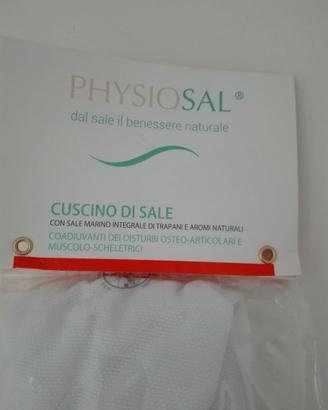 PHYSIOSAL®
dal sale il benessere naturale
CUSCINO DI SALE
CON SALE MARINO INTEGRALE DI TRAPANI E AROMI NATURALI
COADIUVANTI DEI DISTURBI OSTEO-ARTICOLARI E
MUSCOLO-SCHELETRICI